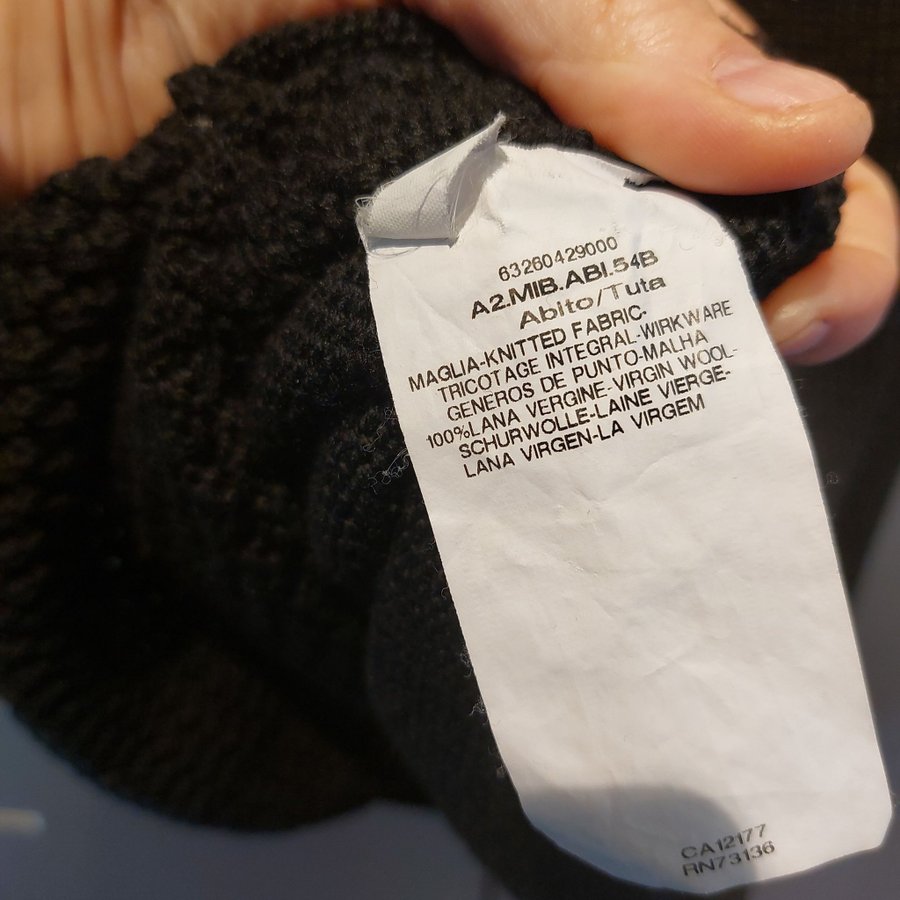 63260429000
A2.MIB.ABI.54B
Abito/Tuta
MAGLIA-KNITTED FABRIC-
TRICOTAGE INTEGRAL-WIRKWARE
GENEROS DE PUNTO-MALHA
100%LANA VERGINE-VIRGIN WOOL-
SCHURWOLLE-LAINE VIERGE-
LANA VIRGEN-LA VIRGEM
CA12177
RN73136